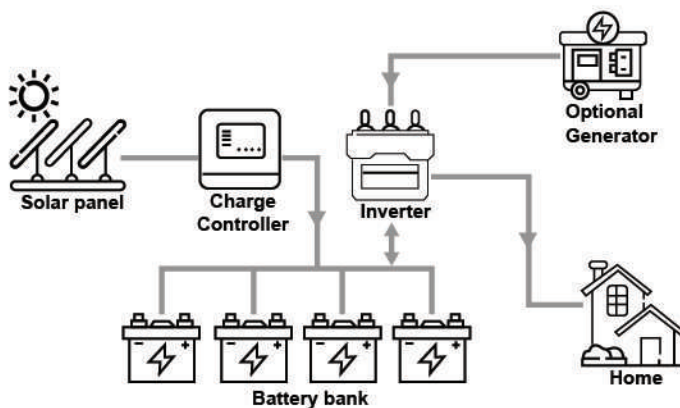 Optional
Generator
Solar panel
Charge
Controller
Inverter
- +
- +
- +
- +
Battery bank
Home